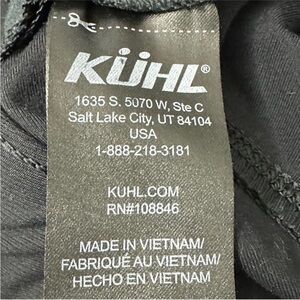 KÜHL®
1635 S. 5070 W, Ste C
Salt Lake City, UT 84104
USA
1-888-218-3181
KUHL.COM
RN#108846
MADE IN VIETNAM/
FABRIQUÉ AU VIETNAM/
HECHO EN VIETNAM